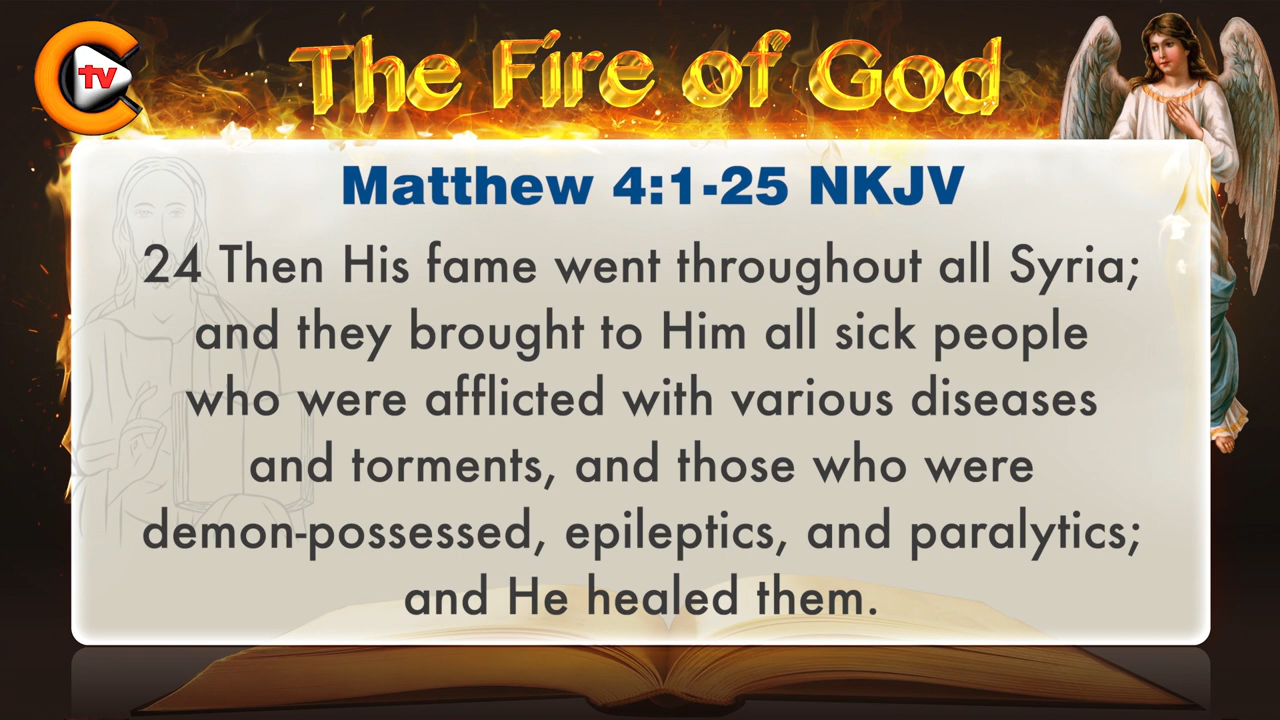 tv
The Fire of God
Matthew 4:1-25 NKJV
24 Then His fame went throughout all Syria;
and they brought to Him all sick people
who were afflicted with various diseases
and torments, and those who were
demon-possessed, epileptics, and paralytics;
and He healed them.